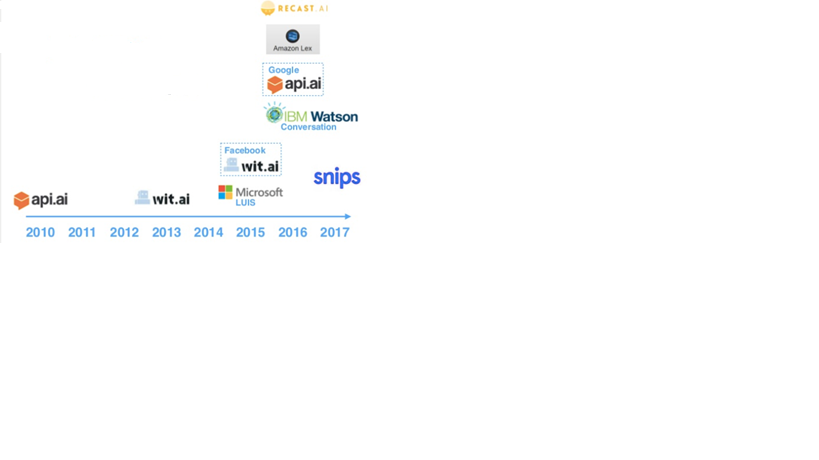 RECAST.AI
Amazon Lex
Google
api.ai
IBM Watson
Conversation
Facebook
wit.ai
snips
Microsoft
LUIS
api.ai
wit.ai
2010 2011 2012 2013 2014 2015 2016 2017